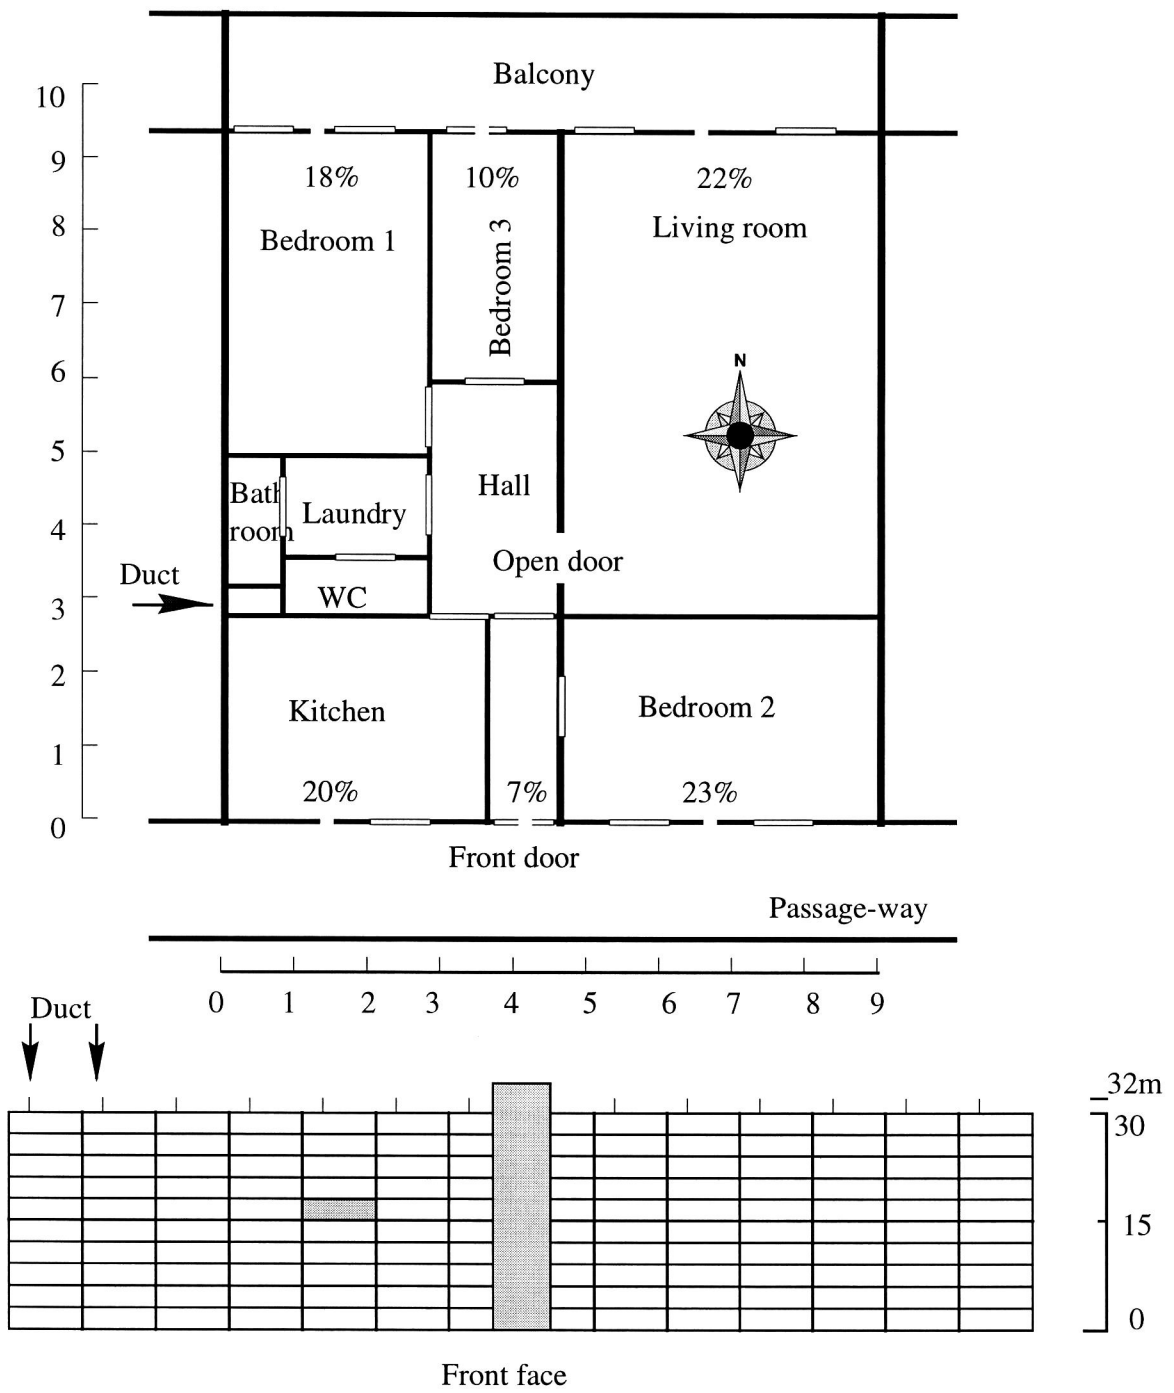 Balcony
10
9
18%
10%
22%
8
Bedroom 1
Bedroom 3
Living room
7
N
6
5
Bath
room
Laundry
Hall
4
Open door
Duct
WC
3
2
Kitchen
Bedroom 2
1
20%
7%
23%
0
Front door
Passage-way
0 1 2 3 4 5 6 7 8 9
Duct
32m
30
15
0
Front face